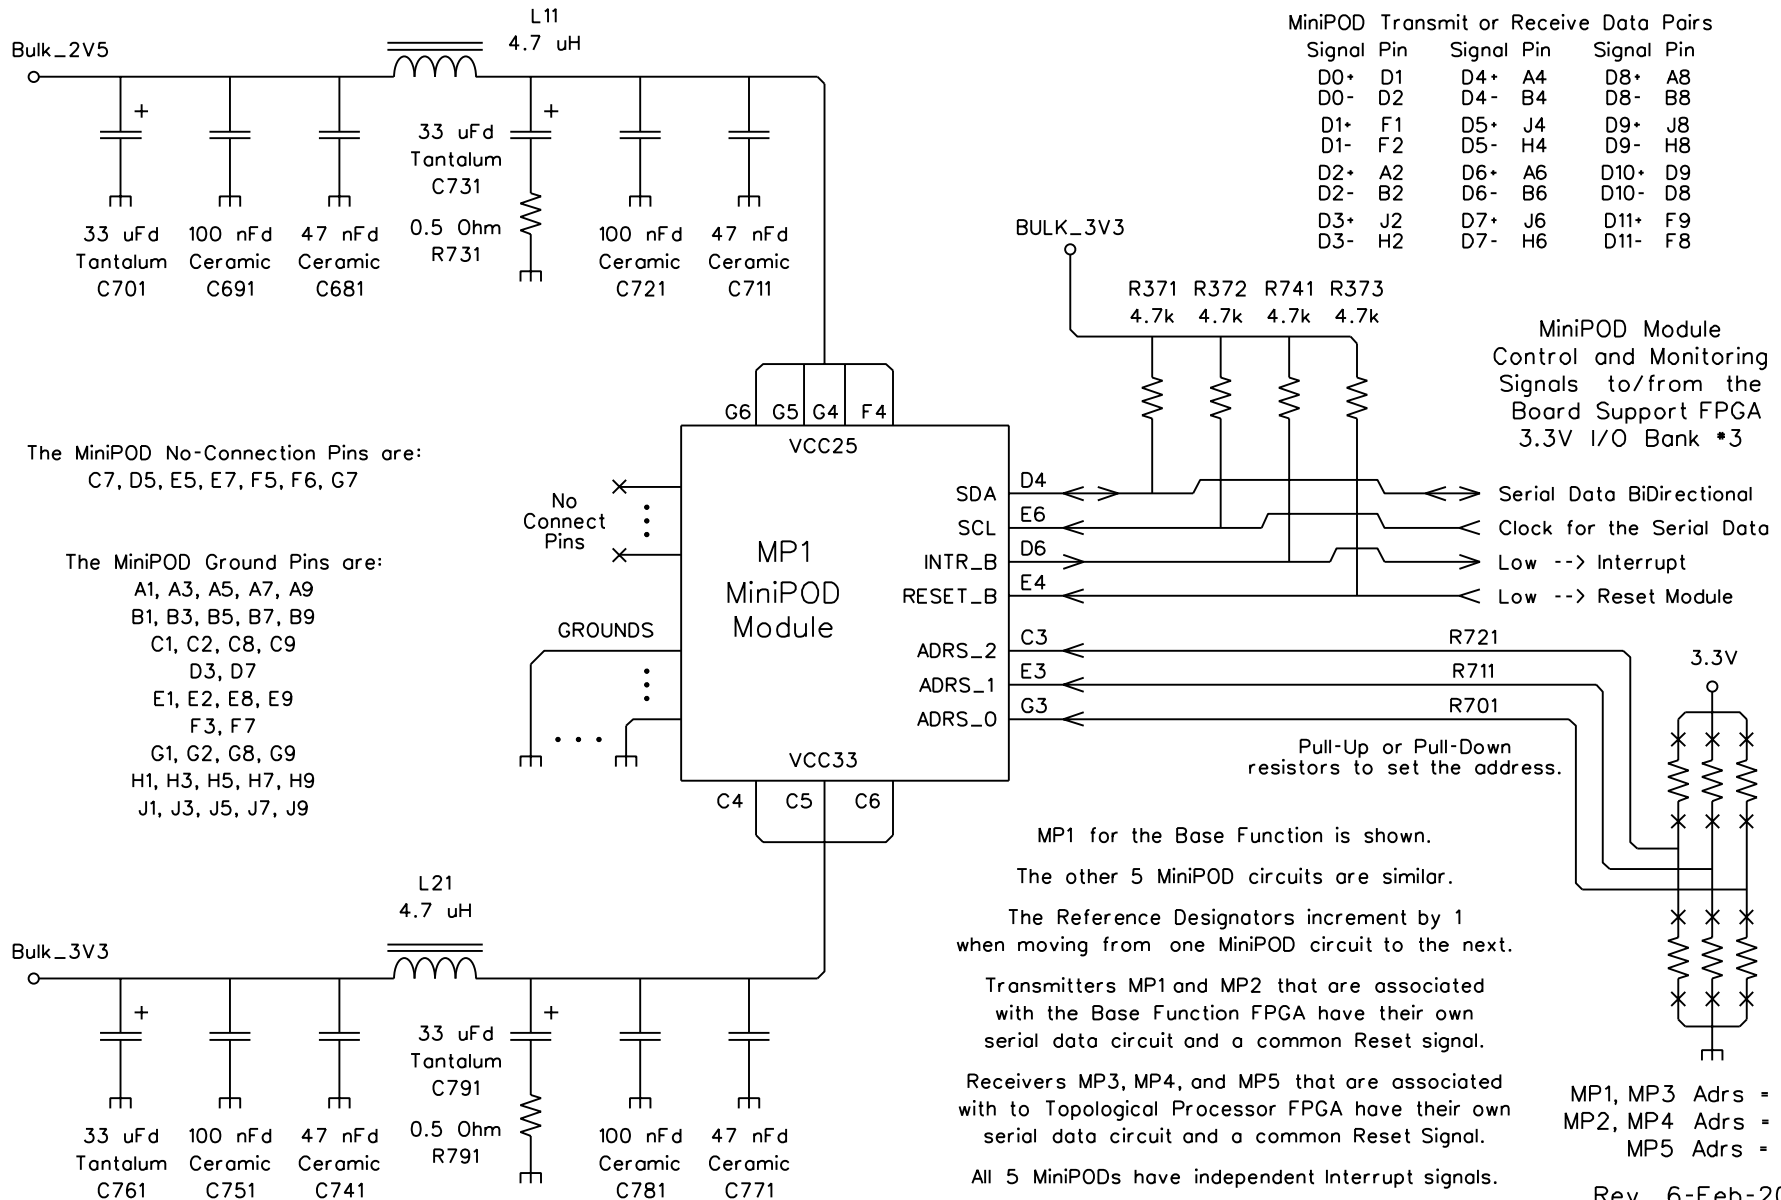 L11
4.7 uH
Bulk_2V5
+
+
33 uFd
Tantalum
C731
0.5 Ohm
R731
33 uFd
Tantalum
C701
100 nFd
Ceramic
C691
47 nFd
Ceramic
C681
100 nFd
Ceramic
C721
47 nFd
Ceramic
C711
MiniPOD Transmit or Receive Data Pairs
Signal Pin Signal Pin Signal Pin
D0+ D1 D4+ A4 D8+ A8
D0- D2 D4- B4 D8- B8
D1+ F1 D5+ J4 D9+ J8
D1- F2 D5- H4 D9- H8
D2+ A2 D6+ A6 D10+ D9
D2- B2 D6- B6 D10- D8
D3+ J2 D7+ J6 D11+ F9
D3- H2 D7- H6 D11- F8
BULK_3V3
R371 R372 R741 R373
4.7k 4.7k 4.7k 4.7k
MiniPOD Module
Control and Monitoring
Signals to/from the
Board Support FPGA
3.3V I/O Bank *3
G6 G5 G4 F4
VCC25
The MiniPOD No-Connection Pins are:
C7, D5, E5, E7, F5, F6, G7
No
Connect
Pins
The MiniPOD Ground Pins are:
A1, A3, A5, A7, A9
B1, B3, B5, B7, B9
C1, C2, C8, C9
D3, D7
E1, E2, E8, E9
F3, F7
G1, G2, G8, G9
H1, H3, H5, H7, H9
J1, J3, J5, J7, J9
GROUNDS
MP1
MiniPOD
Module
SDA D4 Serial Data BiDirectional
SCL E6 Clock for the Serial Data
INTR_B D6 Low --> Interrupt
RESET_B E4 Low --> Reset Module
ADRS_2 C3 R721
ADRS_1 E3 R711
ADRS_0 G3 R701
3.3V
VCC33
C4 C5 C6
Pull-Up or Pull-Down
resistors to set the address.
MP1 for the Base Function is shown.
The other 5 MiniPOD circuits are similar.
The Reference Designators increment by 1
when moving from one MiniPOD circuit to the next.
Transmitters MP1 and MP2 that are associated
with the Base Function FPGA have their own
serial data circuit and a common Reset signal.
Receivers MP3, MP4, and MP5 that are associated
with to Topological Processor FPGA have their own
serial data circuit and a common Reset Signal.
All 5 MiniPODs have independent Interrupt signals.
L21
4.7 uH
Bulk_3V3
+
+
33 uFd
Tantalum
C791
0.5 Ohm
R791
33 uFd
Tantalum
C761
100 nFd
Ceramic
C751
47 nFd
Ceramic
C741
100 nFd
Ceramic
C781
47 nFd
Ceramic
C771
MP1, MP3 Adrs =
MP2, MP4 Adrs =
MP5 Adrs =
Rev. 6-Feb-20